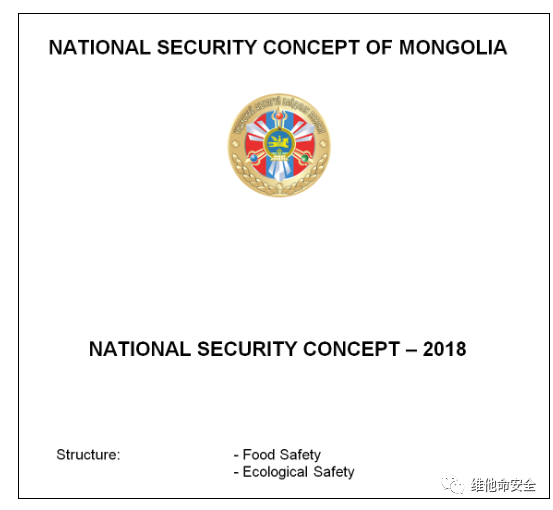 NATIONAL SECURITY CONCEPT OF MONGOLIA
NATIONAL SECURITY CONCEPT – 2018
Structure: - Food Safety
- Ecological Safety
维他命安全